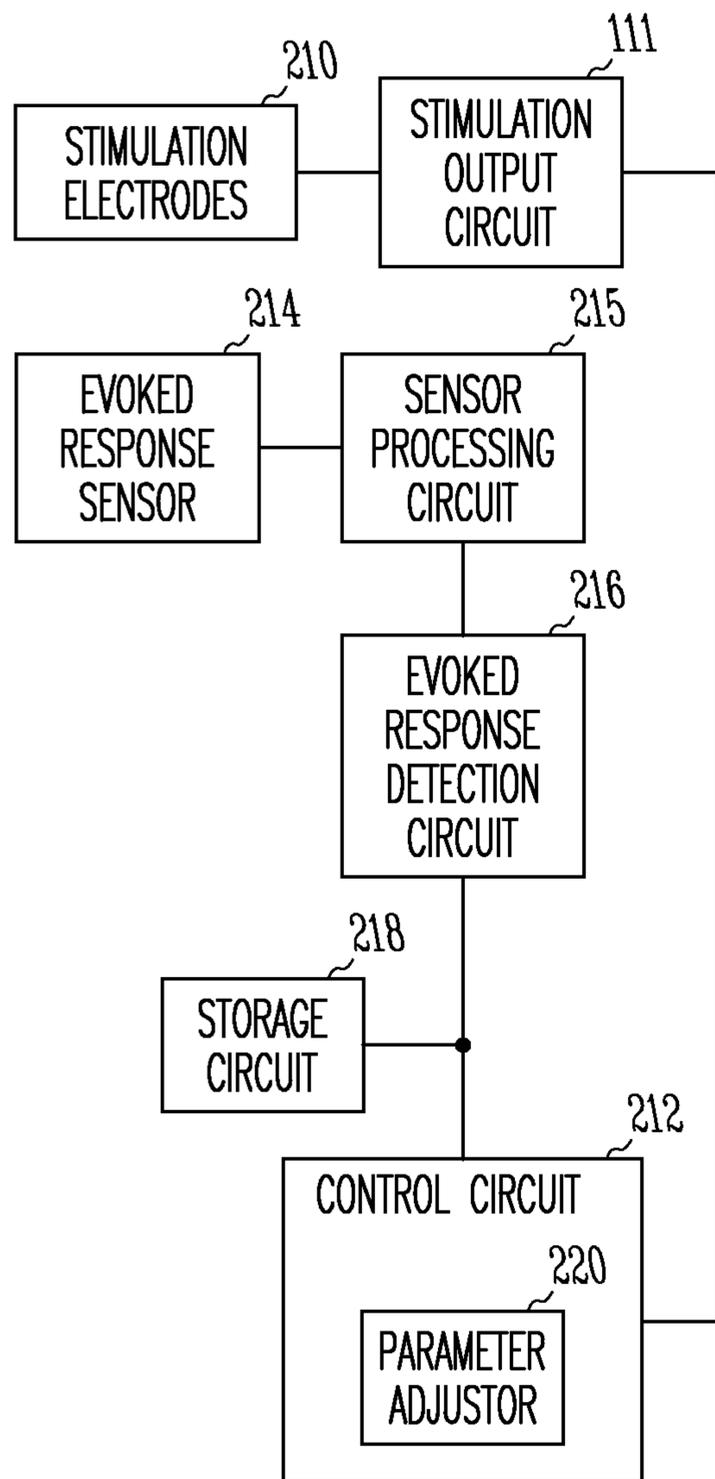 111
210
STIMULATION
OUTPUT
CIRCUIT
STIMULATION
ELECTRODES
214
215
EVOKED
RESPONSE
SENSOR
SENSOR
PROCESSING
CIRCUIT
216
EVOKED
RESPONSE
DETECTION
CIRCUIT
218
STORAGE
CIRCUIT
212
CONTROL CIRCUIT
220
PARAMETER
ADJUSTOR